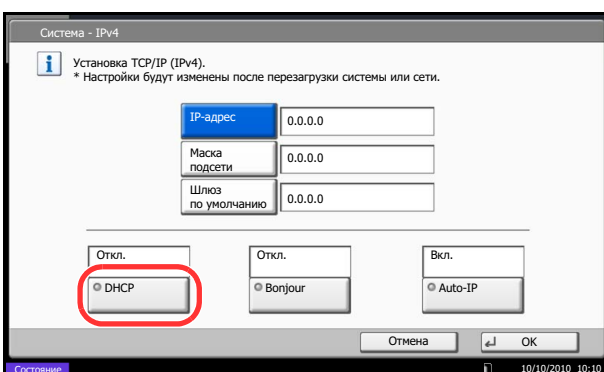 Система - IPv4
Установка TCP/IP (IPv4).
* Настройки будут изменены после перезагрузки системы или сети.
IP-адрес
0.0.0.0
Маска
подсети
0.0.0.0
Шлюз
по умолчанию
0.0.0.0
Откл.
Откл.
Вкл.
DHCP
Bonjour
Auto-IP
Отмена
OK
Состояние
10/10/2010 10:10